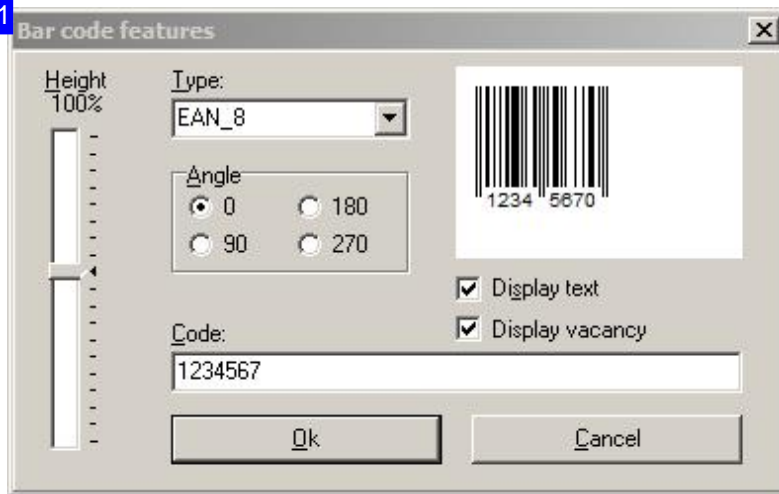 1
Bar code features
Height
100%
Type:
EAN_8
Angle
0
180
90
270
1234 5670
Display text
Display vacancy
Code:
1234567
Ok
Cancel